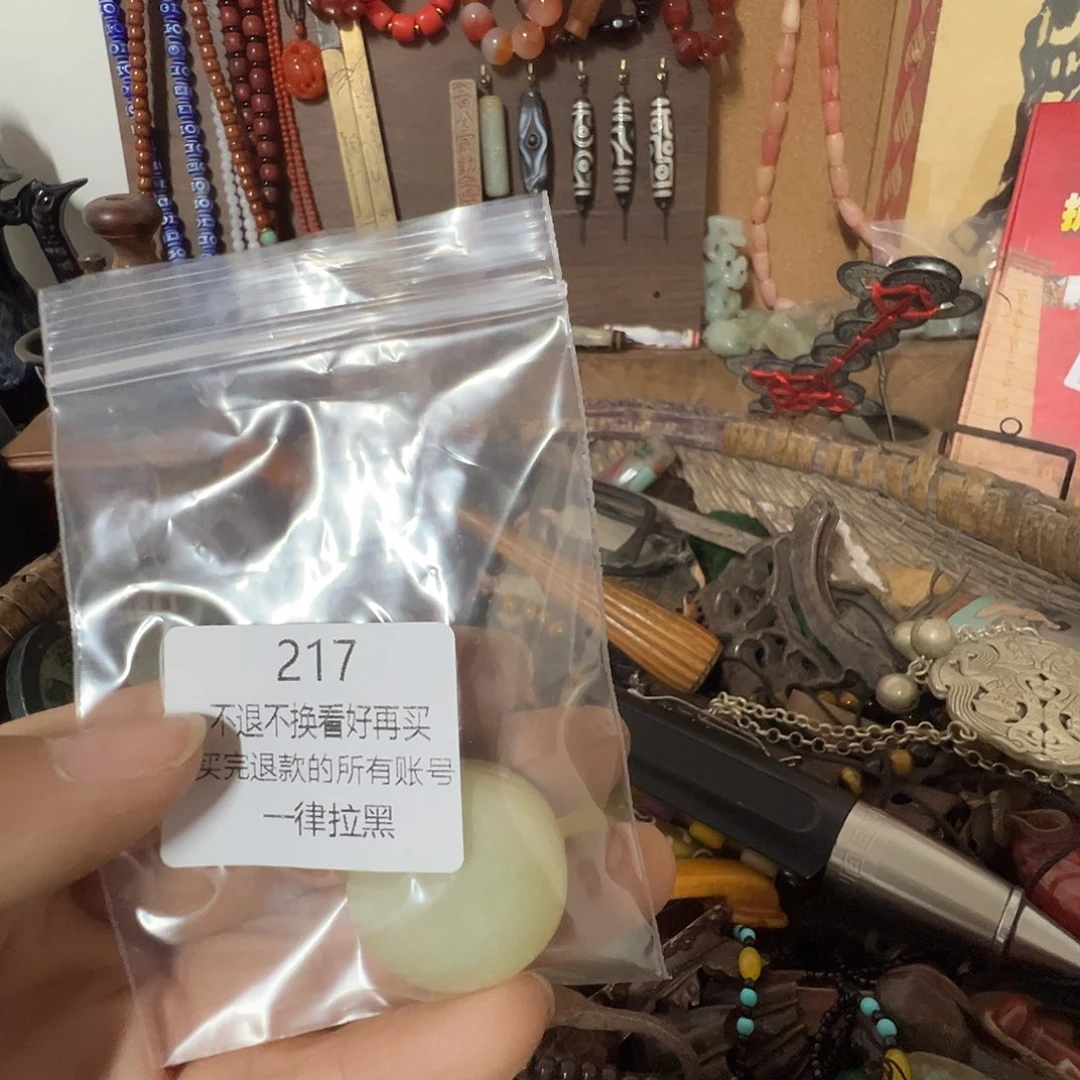 217
不退不换看好再买
买完退款的所有账号
一律拉黑